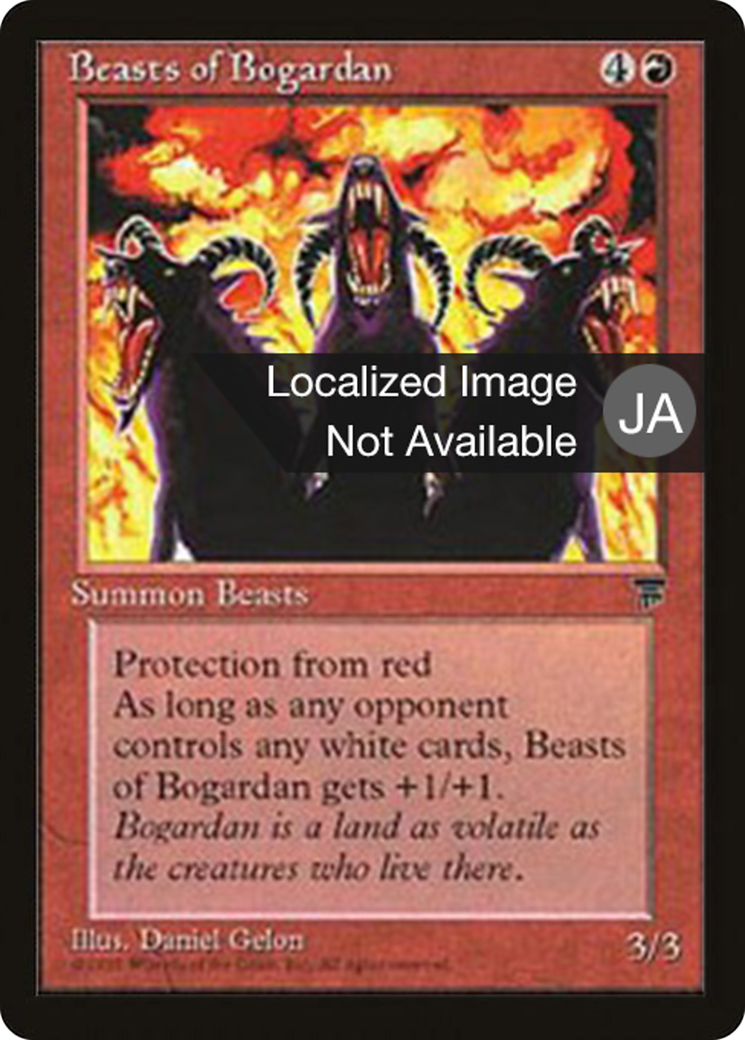 Beasts of Bogardan
4
Localized Image
Not Available
JA
Summon Beasts
Protection from red
As long as any opponent
controls any white cards, Beasts
of Bogardan gets +1/+1.
Bogardan is a land as volatile as
the creatures who live there.
Illus. Daniel Gelon
3/3